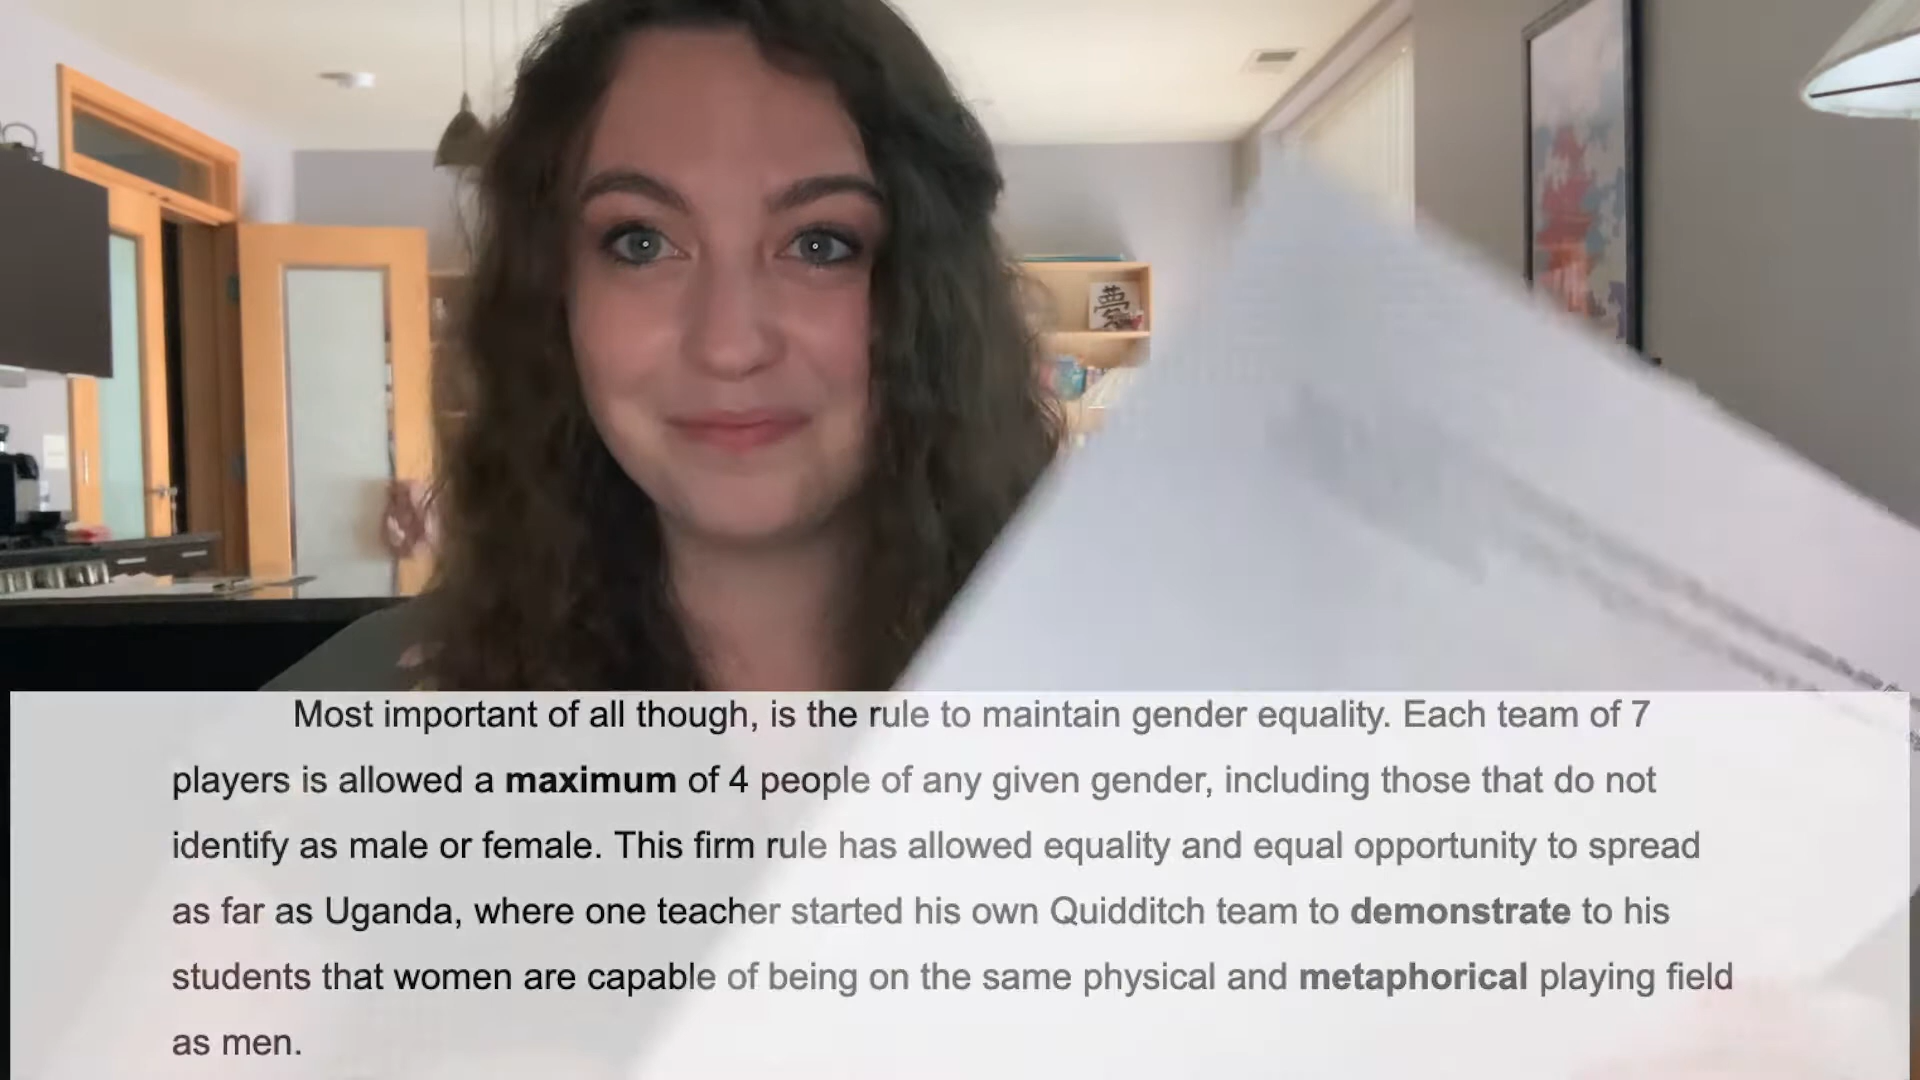 夢
Most important of all though, is the rule to maintain gender equality. Each team of 7
players is allowed a maximum of 4 people of any given gender, including those that do not
identify as male or female. This firm rule has allowed equality and equal opportunity to spread
as far as Uganda, where one teacher started his own Quidditch team to demonstrate to his
students that women are capable of being on the same physical and metaphorical playing field
as men.